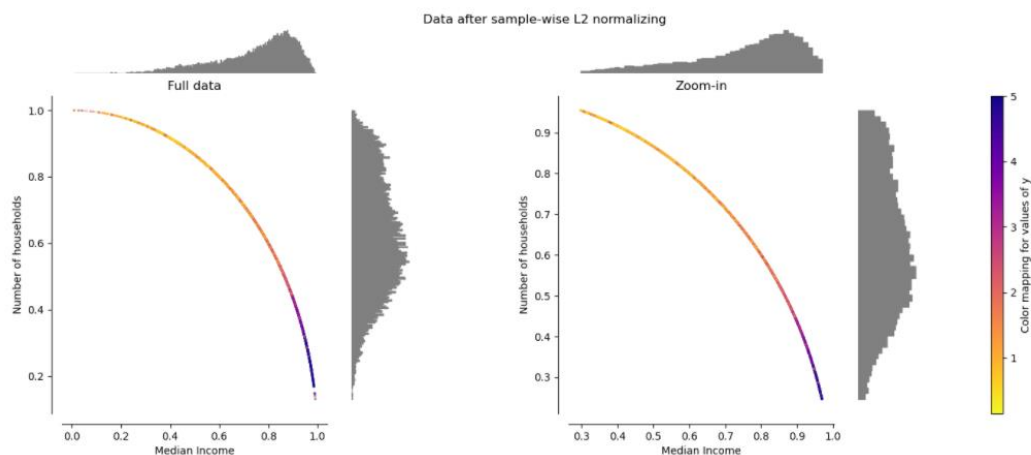 Data after sample-wise L2 normalizing
Full data
1.0
0.8
0.6
0.4
0.2
Number of households
0.0 0.2 0.4 0.6 0.8 1.0
Median Income
Zoom-in
0.9
0.8
0.7
0.6
0.5
0.4
0.3
Number of households
0.3 0.4 0.5 0.6 0.7 0.8 0.9 1.0
Median Income
5
4
3
2
1
Color mapping for values of y